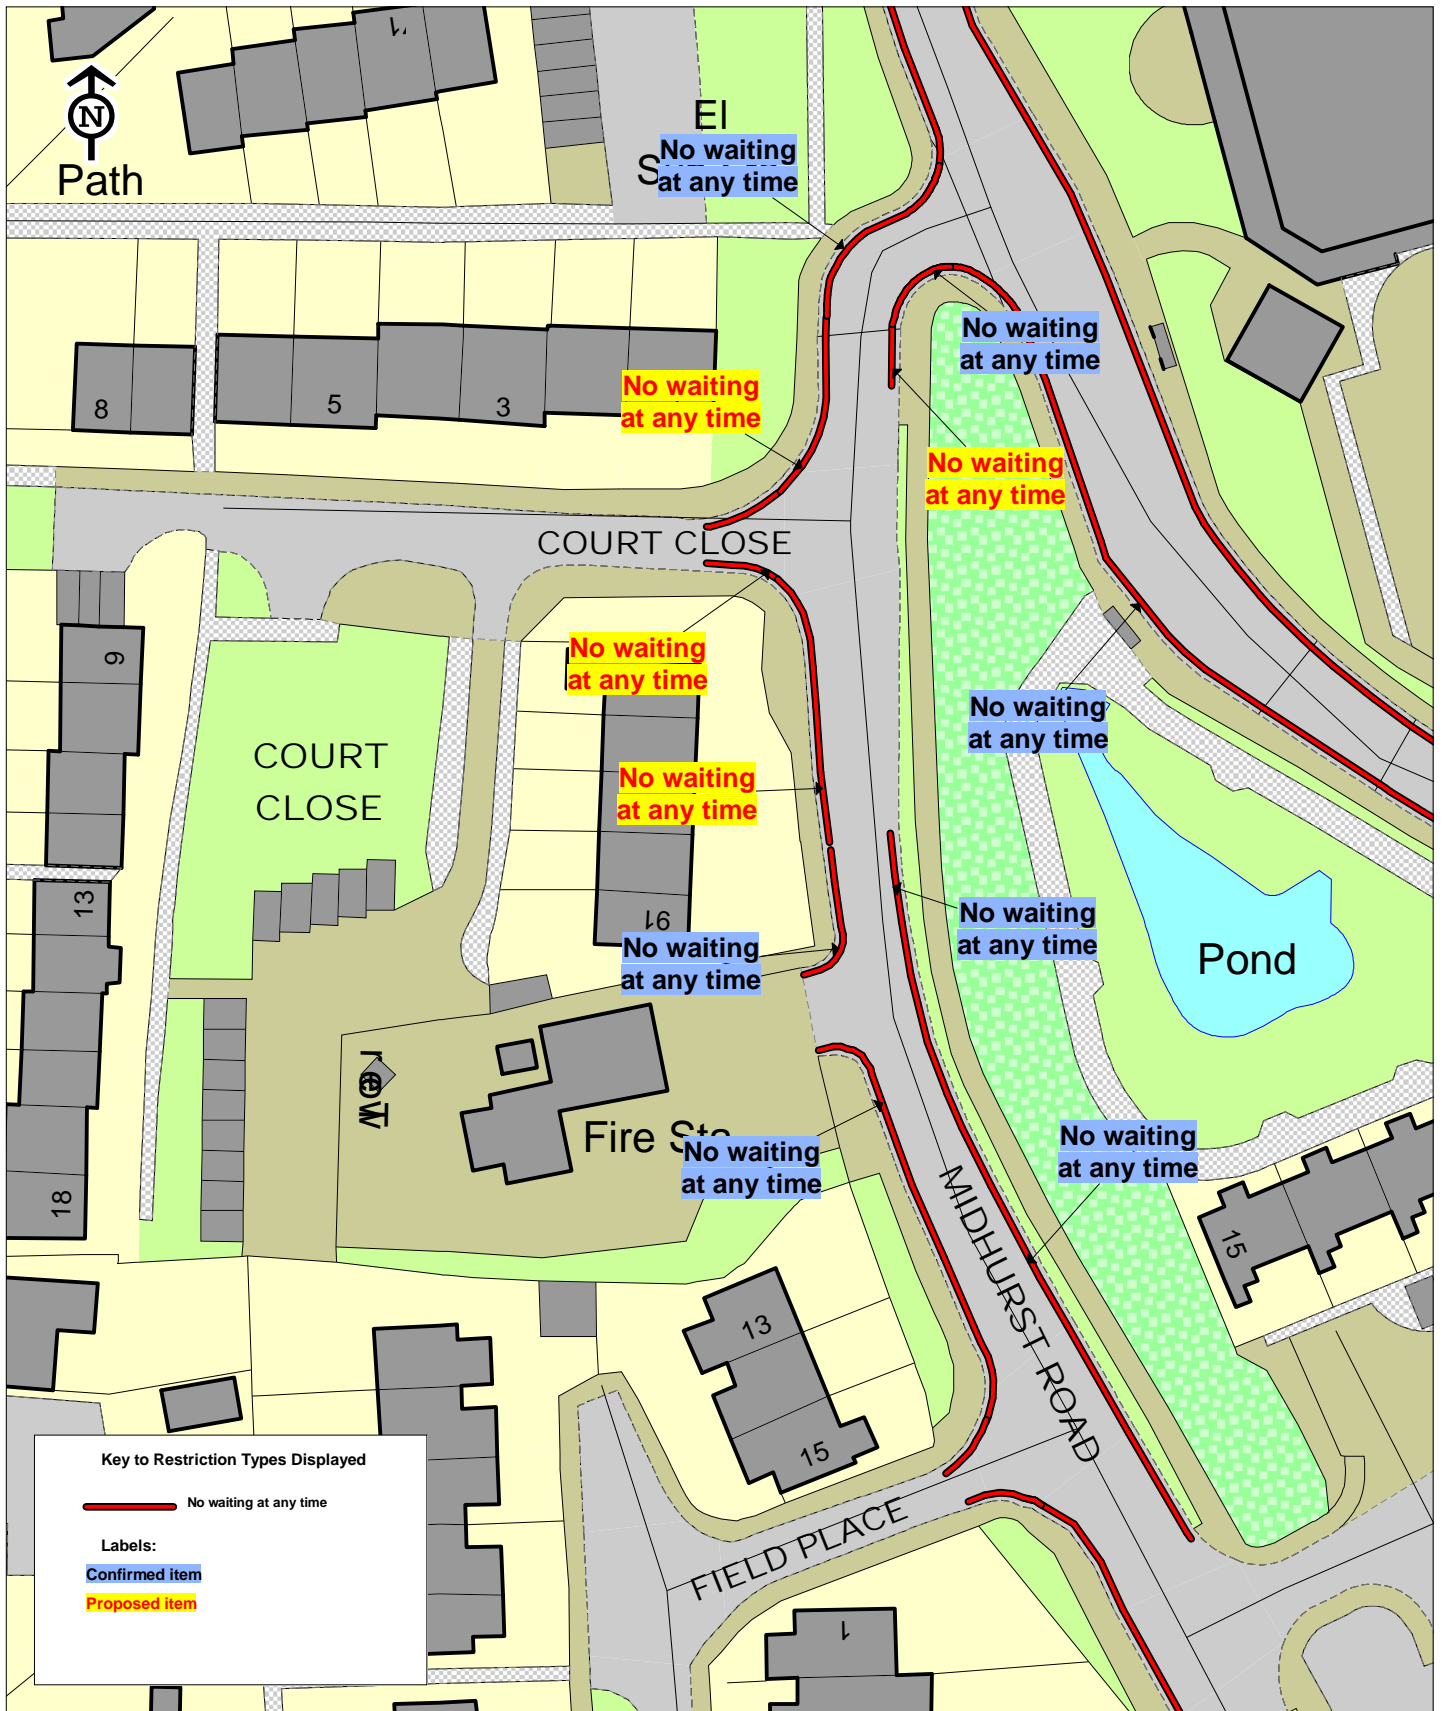 N
Path
El
No waiting
at any time
No waiting
at any time
8
5
3
No waiting
at any time
No waiting
at any time
COURT CLOSE
9
No waiting
at any time
No waiting
at any time
COURT
CLOSE
No waiting
at any time
13
91
No waiting
at any time
No waiting
at any time
Pond
Tower
Fire Sta
No waiting
at any time
No waiting
at any time
18
MIDHURST ROAD
15
13
15
FIELD PLACE
1
Key to Restriction Types Displayed
No waiting at any time
Labels:
Confirmed item
Proposed item